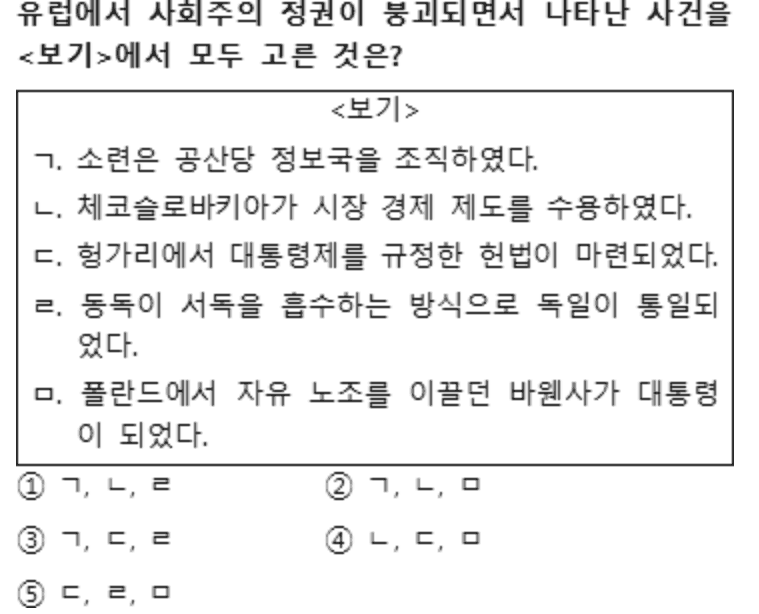 유럽에서 사회주의 정권이 붕괴되면서 나타난 사건을
<보기>에서 모두 고른 것은?
<보기>
ㄱ. 소련은 공산당 정보국을 조직하였다.
ㄴ. 체코슬로바키아가 시장 경제 제도를 수용하였다.
ㄷ. 헝가리에서 대통령제를 규정한 헌법이 마련되었다.
ㄹ. 동독이 서독을 흡수하는 방식으로 독일이 통일되
었다.
ㅁ. 폴란드에서 자유 노조를 이끌던 바웬사가 대통령
이 되었다.
① ㄱ, ㄴ, ㄹ ② ㄱ, ㄴ, ㅁ
③ ㄱ, ㄷ, ㄹ ④ ㄴ, ㄷ, ㅁ
⑤ ㄷ, ㄹ, ㅁ